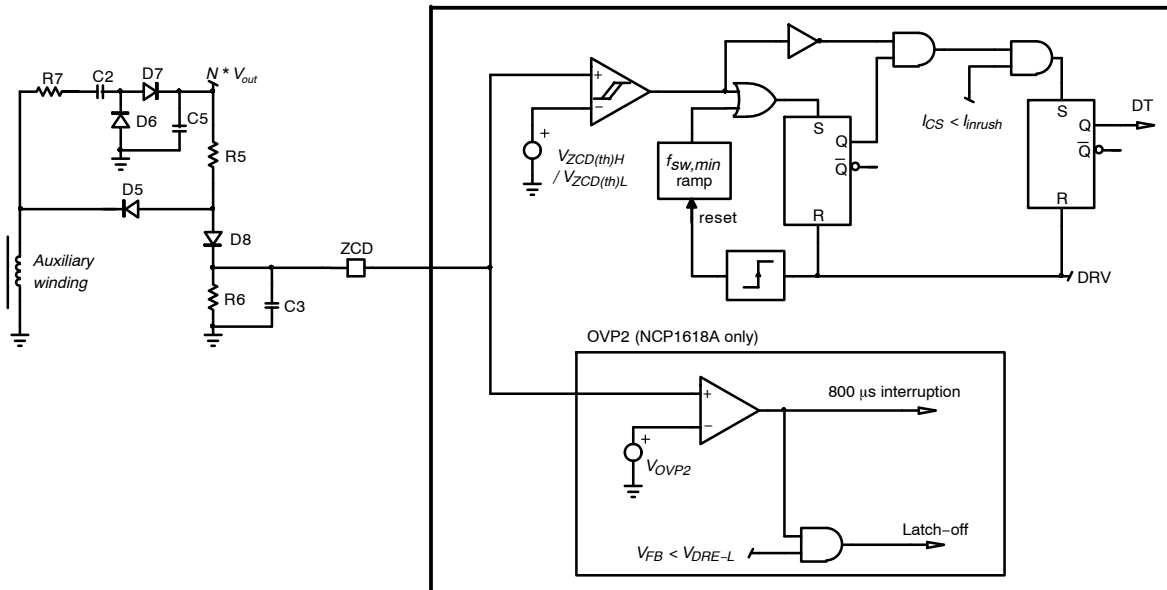 R7
C2
D7
N * Vout
D6
C5
R5
D5
D8
Auxiliary
winding
R6
C3
ZCD
+
−
+
VZCD(th)H
/ VZCD(th)L
fsw,min
ramp
reset
S
Q
Q̅
R
ICS < Iinrush
S
Q
Q̅
R
DT
DRV
OVP2 (NCP1618A only)
+
−
+
VOVP2
800 μs interruption
VFB < VDRE−L
Latch−off